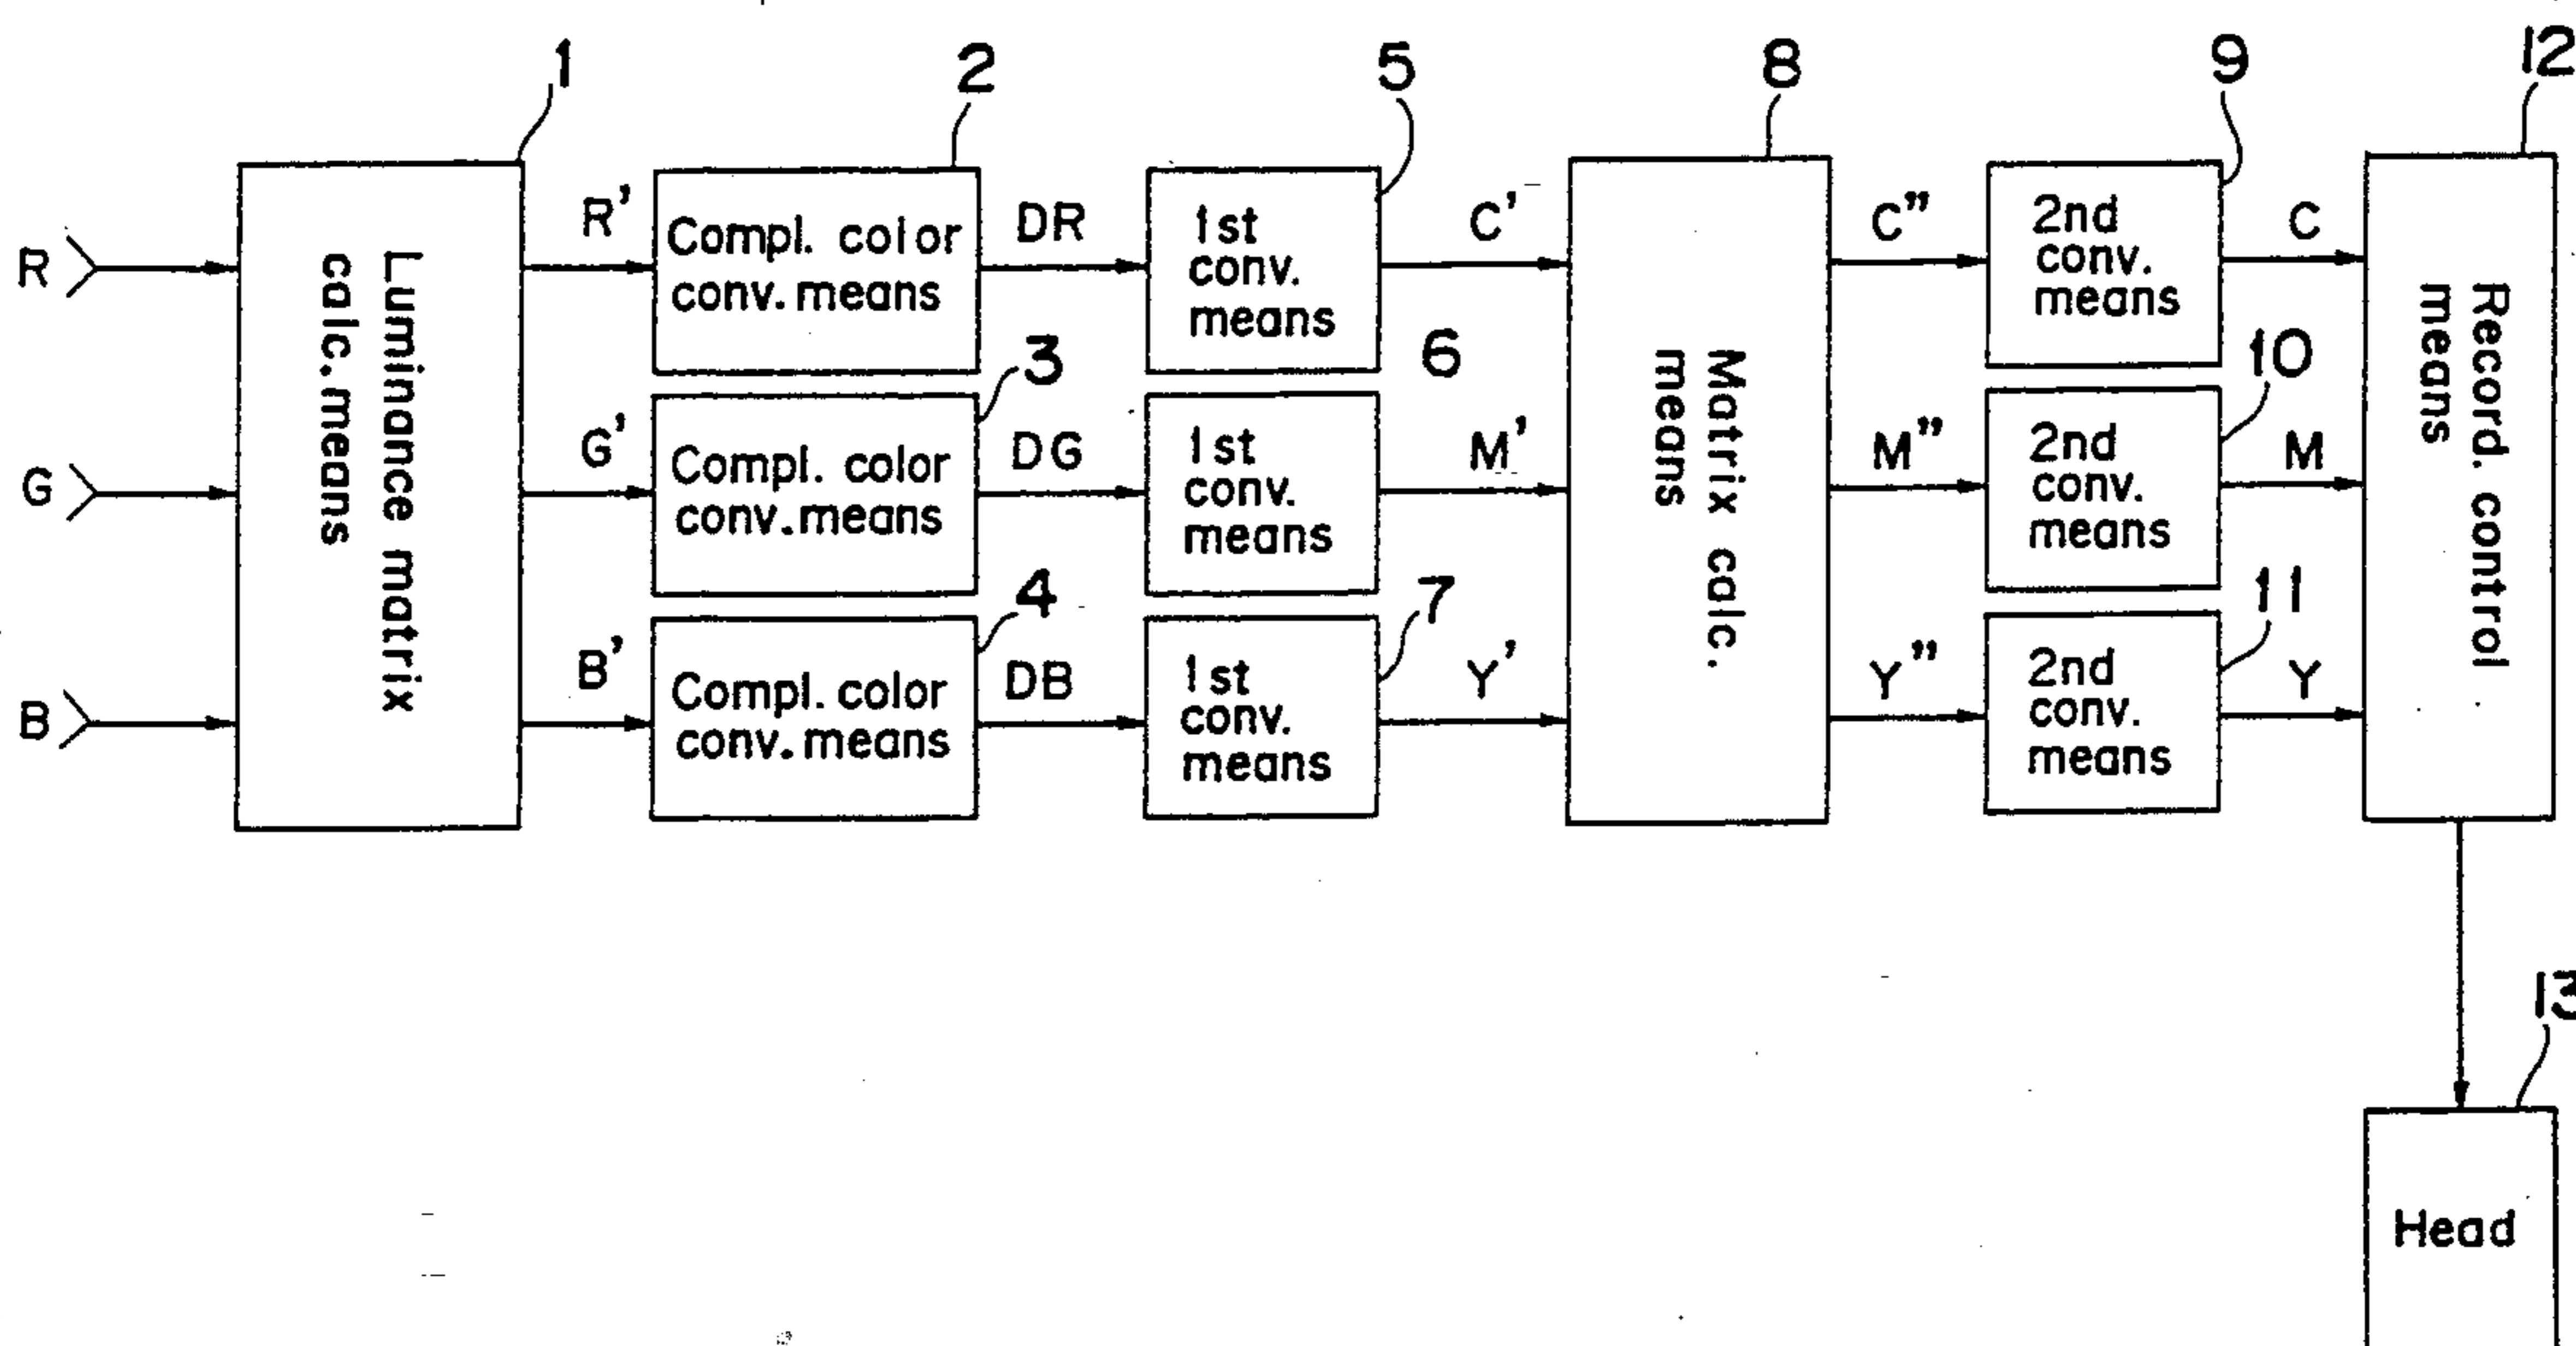 1
2
5
8
9
12
R
Luminance matrix
calc. means
R'
Compl. color
conv. means
DR
1st
conv.
means
C'
Matrix calc.
means
C"
2nd
conv.
means
C
Record. control
means
3
6
10
G
G'
Compl. color
conv. means
DG
1st
conv.
means
M'
M"
2nd
conv.
means
M
4
7
11
B
B'
Compl. color
conv. means
DB
1st
conv.
means
Y'
Y"
2nd
conv.
means
Y
13
Head